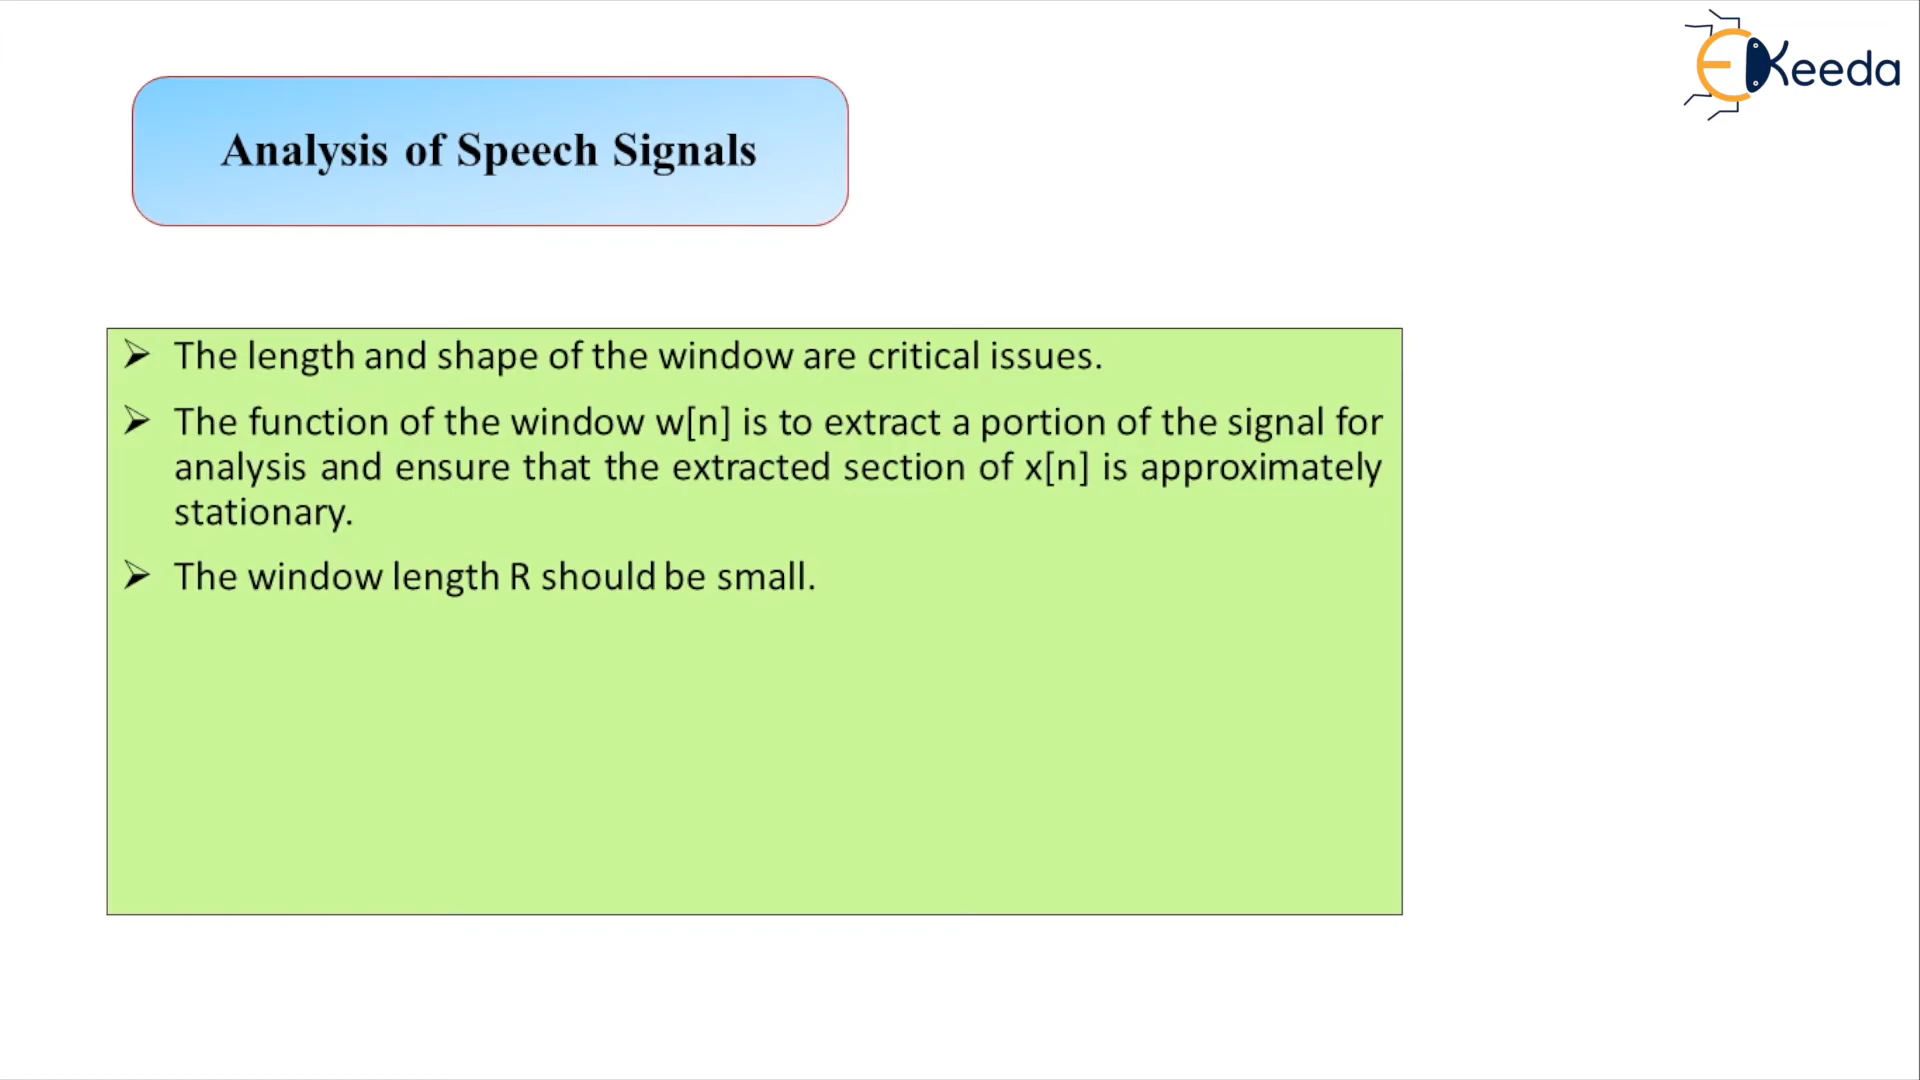 EKeeda
Analysis of Speech Signals
➢ The length and shape of the window are critical issues.
➢ The function of the window w[n] is to extract a portion of the signal for
analysis and ensure that the extracted section of x[n] is approximately
stationary.
➢ The window length R should be small.